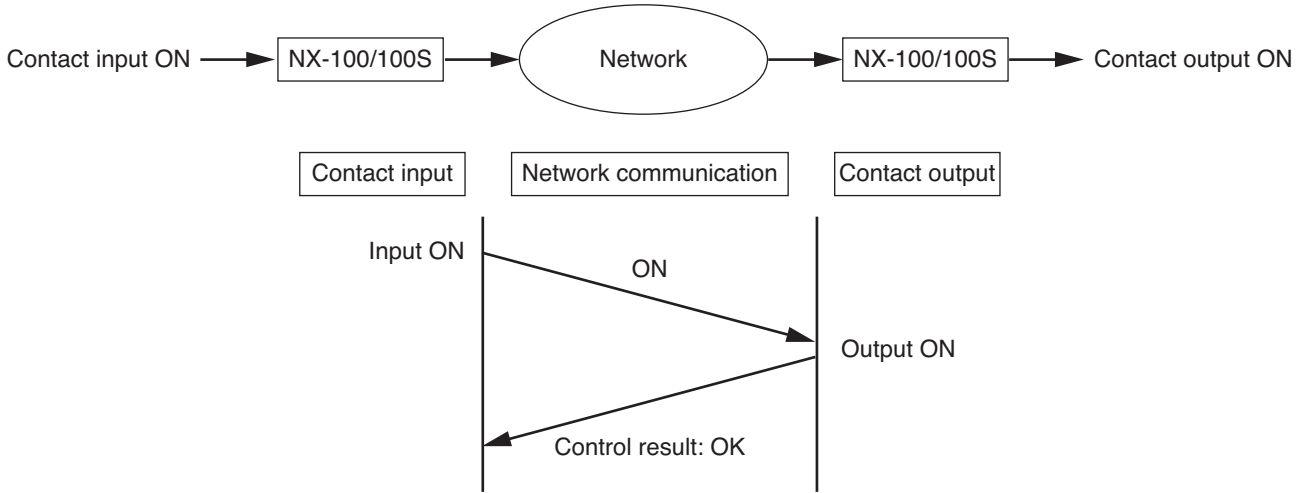 Contact input ON
NX-100/100S
Network
NX-100/100S
Contact output ON
Contact input
Network communication
Contact output
Input ON
ON
Output ON
Control result: OK